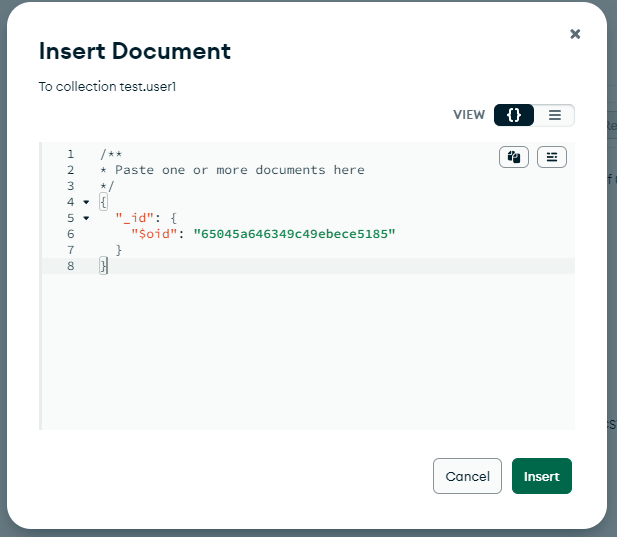 Insert Document
To collection test.user1
VIEW {}
1 /**
2 * Paste one or more documents here
3 */
4 {
5 "_id": {
6 "$oid": "65045a646349c49ebece5185"
7 }
8 }
Cancel Insert